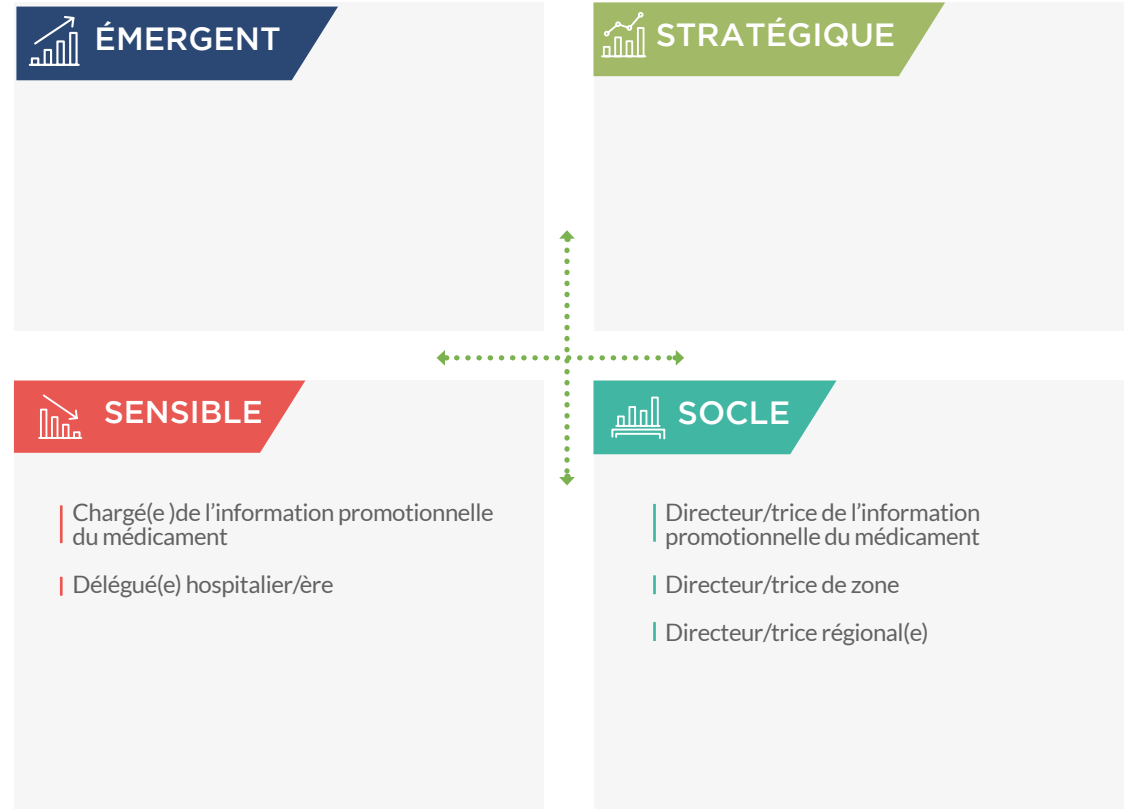 ÉMERGENT
STRATÉGIQUE
SENSIBLE
Chargé(e )de l’information promotionnelle
du médicament
Délégué(e) hospitalier/ère
SOCLE
Directeur/trice de l’information
promotionnelle du médicament
Directeur/trice de zone
Directeur/trice régional(e)